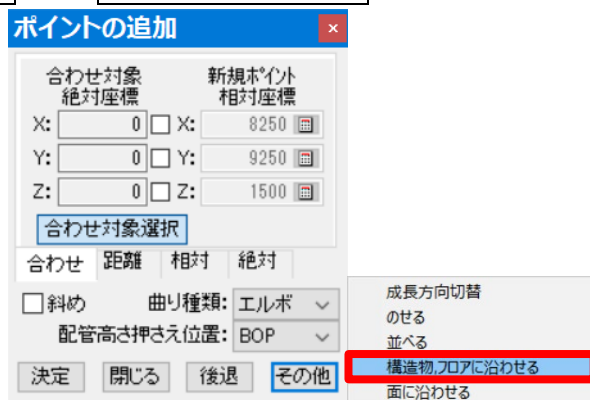 ポイントの追加 ×
合わせ対象 新規ポイント
絶対座標 相対座標
X: 0 X: 8250
Y: 0 Y: 9250
Z: 0 Z: 1500
合わせ対象選択
合わせ 距離 相対 絶対
斜め 曲り種類: エルボ
配管高さ押さえ位置: BOP
決定 閉じる 後退 その他
成長方向切替
のせる
並べる
構造物,フロアに沿わせる
面に沿わせる